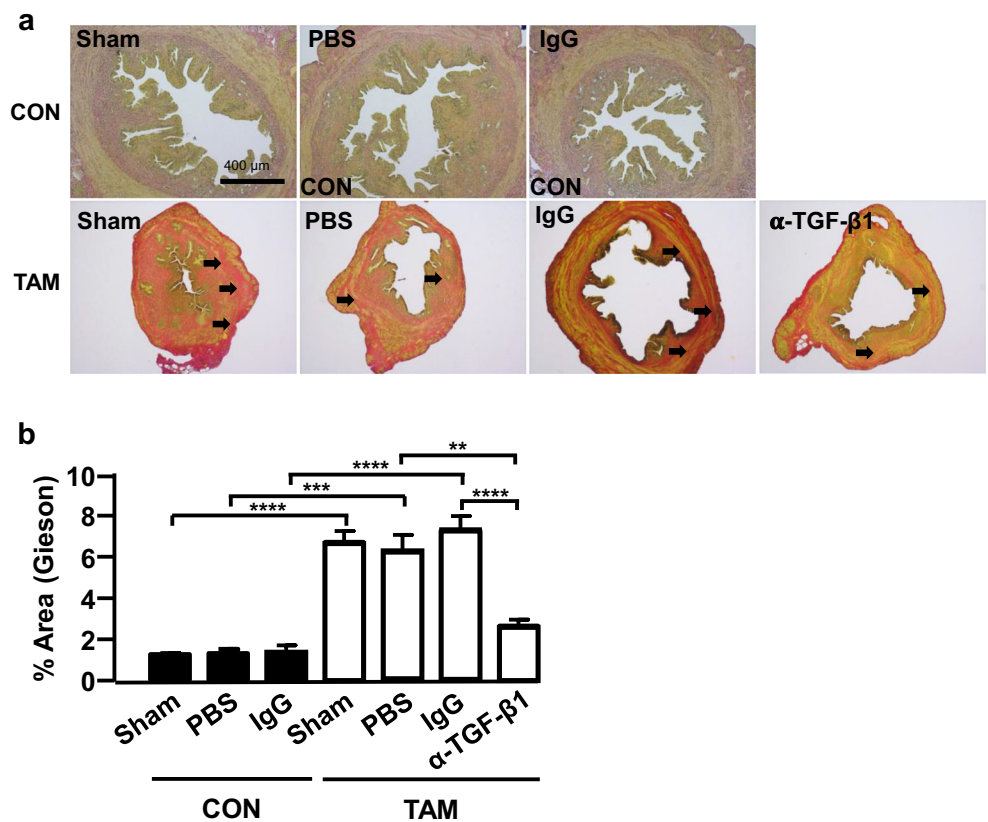 a
Sham
PBS
IgG
CON
400 µm
CON
CON
Sham
PBS
IgG
α-TGF-β1
TAM
b
**
****
***
****
****
10
8
6
4
2
0
% Area (Gieson)
Sham
PBS
IgG
Sham
PBS
IgG
α-TGF-β1
CON
TAM